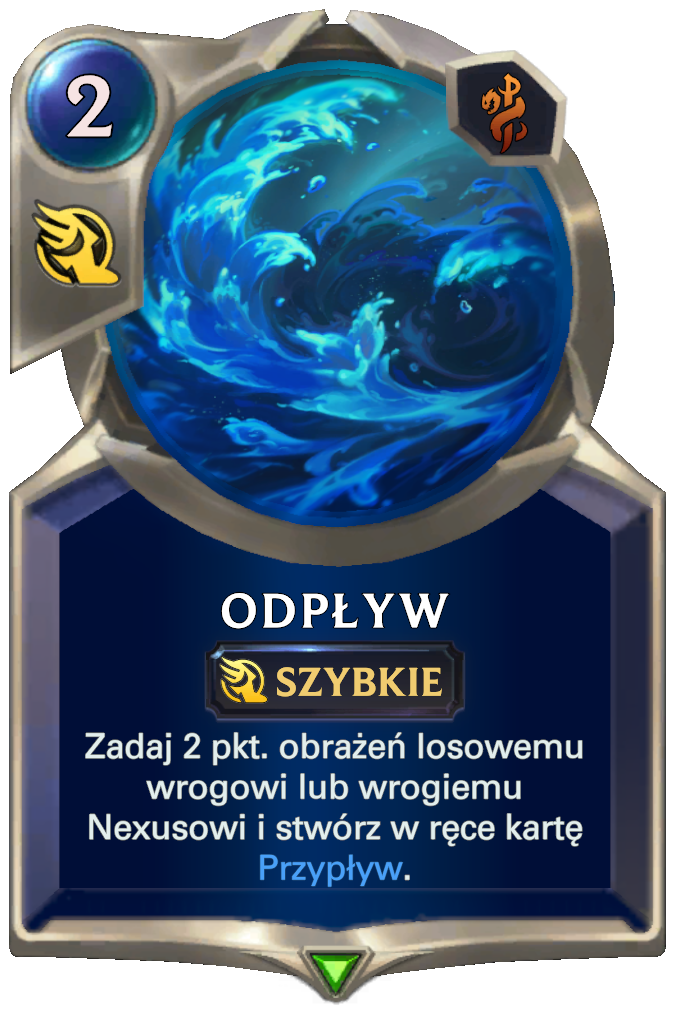 2
ODPŁYW
SZYBKIE
Zadaj 2 pkt. obrażeń losowemu
wrogowi lub wrogiemu
Nexusowi i stwórz w ręce kartę
Przypływ.